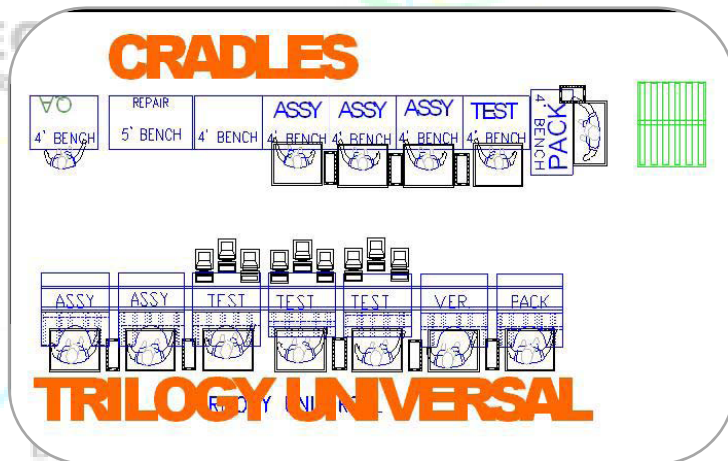 CRADLES
QA
4' BENCH
REPAIR
5' BENCH
4' BENCH
ASSY
4' BENCH
ASSY
4' BENCH
ASSY
4' BENCH
TEST
4' BENCH
4' BENCH
PACK
ASSY ASSY TEST TEST TEST VER. PACK
TRILOGY UNIVERSAL